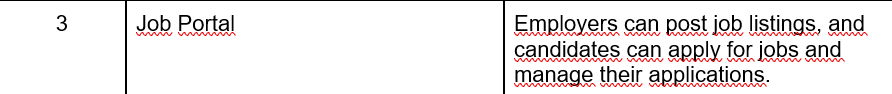 3
Job Portal
Employers can post job listings, and
candidates can apply for jobs and
manage their applications.